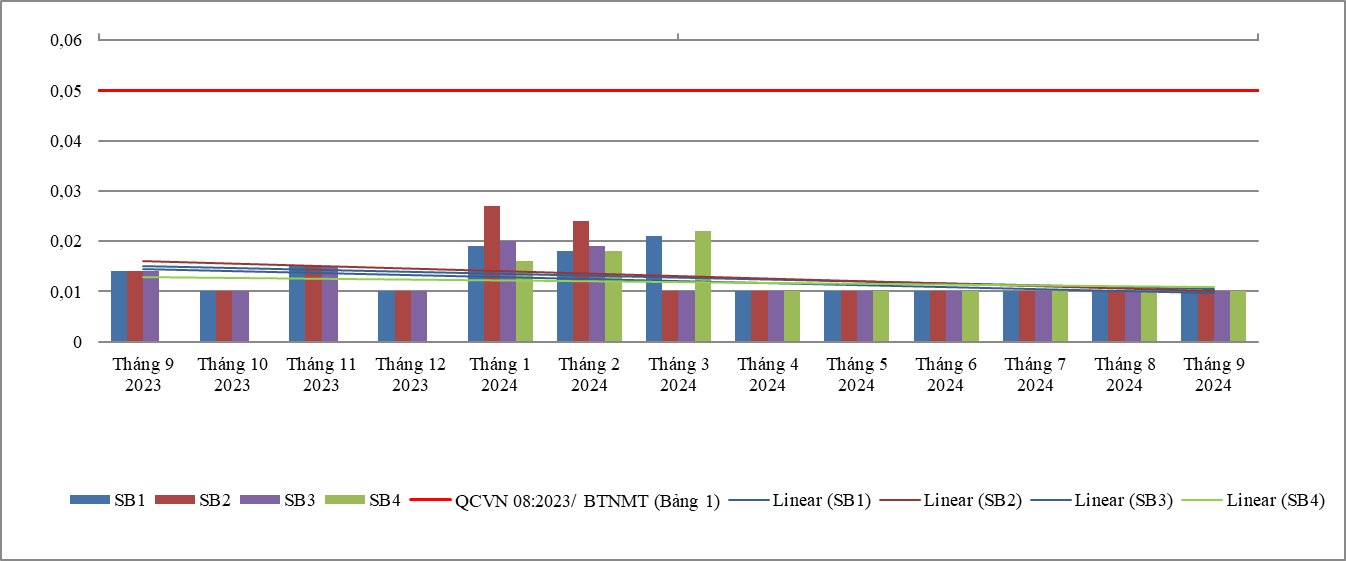 0,06
0,05
0,04
0,03
0,02
0,01
0
Tháng 9 2023
Tháng 10 2023
Tháng 11 2023
Tháng 12 2023
Tháng 1 2024
Tháng 2 2024
Tháng 3 2024
Tháng 4 2024
Tháng 5 2024
Tháng 6 2024
Tháng 7 2024
Tháng 8 2024
Tháng 9 2024
SB1 SB2 SB3 SB4 QCVN 08:2023/ BTNMT (Bảng 1) Linear (SB1) Linear (SB2) Linear (SB3) Linear (SB4)